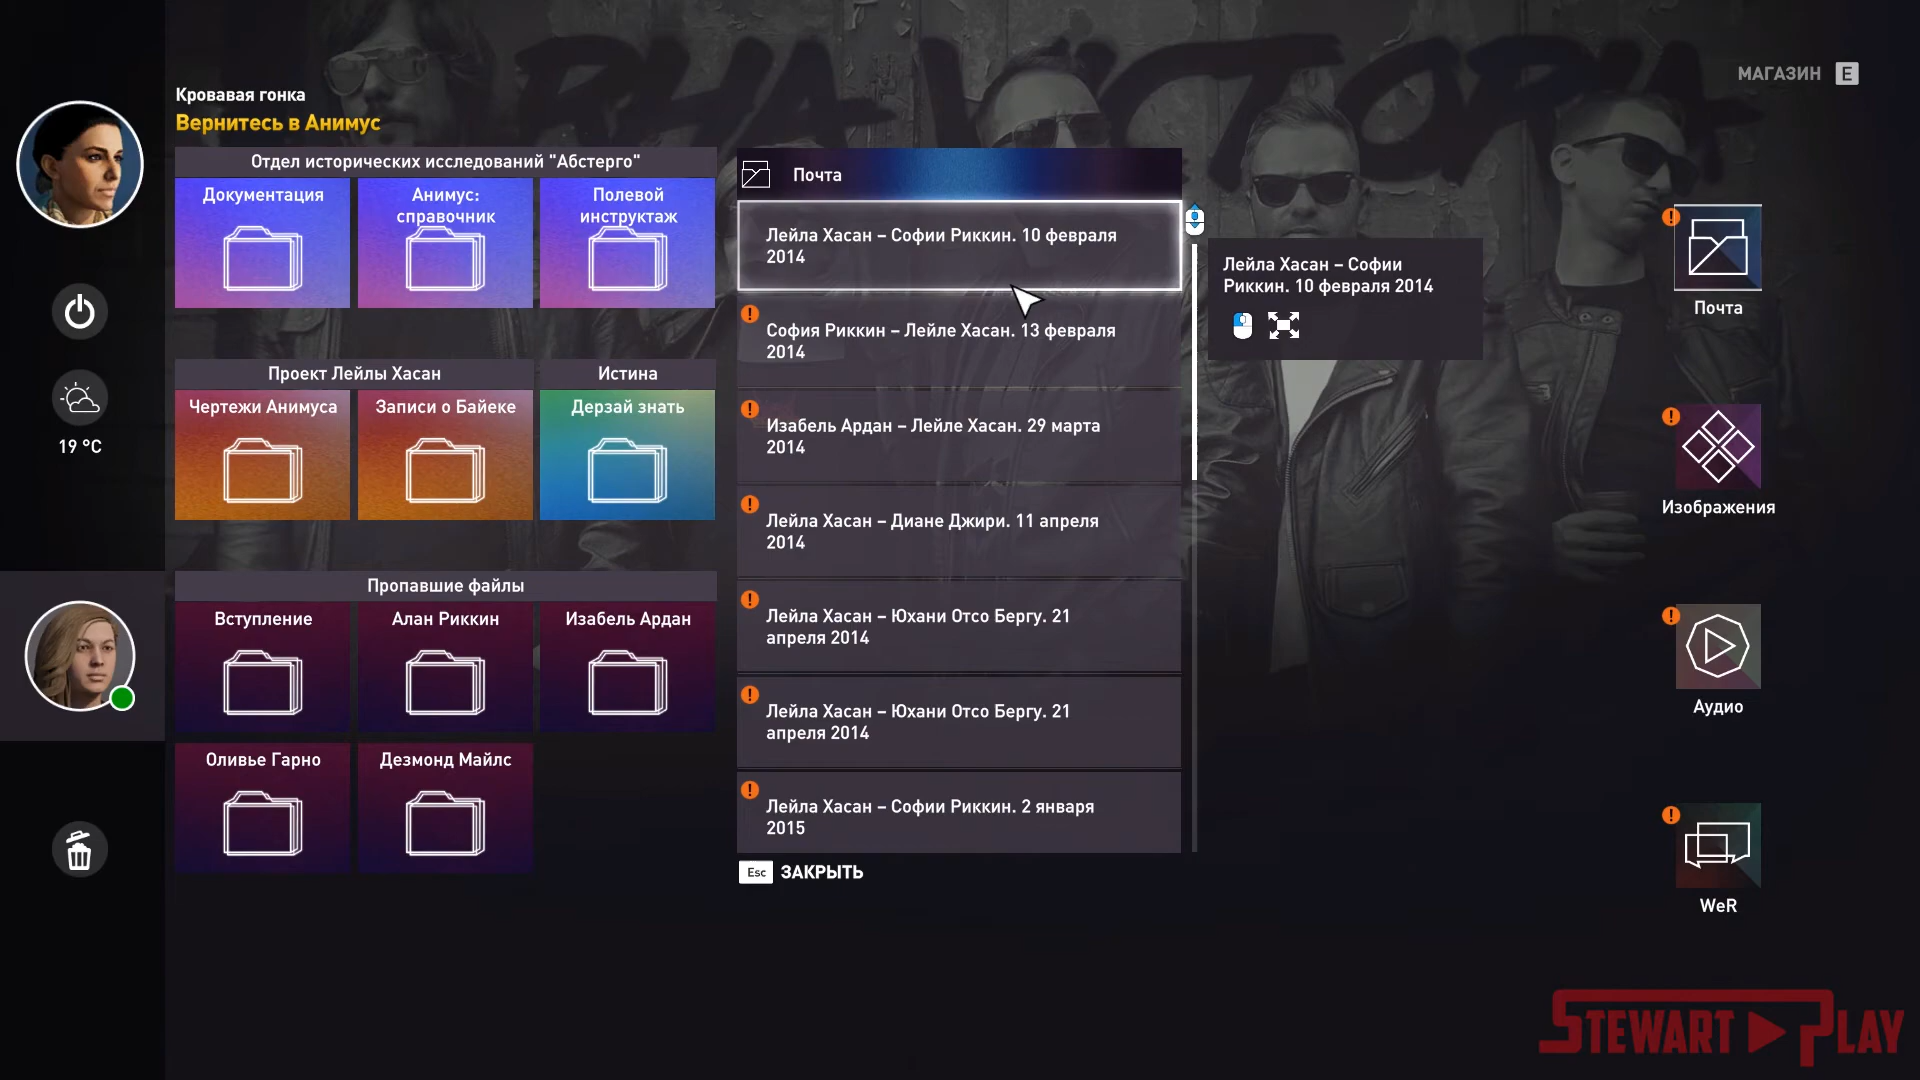 МАГАЗИН E
Кровавая гонка
Вернитесь в Анимус
Отдел исторических исследований "Абстерго"
Документация
Анимус:
справочник
Полевой
инструктаж
19 °C
Проект Лейлы Хасан
Истина
Чертежи Анимуса
Записи о Байеке
Дерзай знать
Пропавшие файлы
Вступление
Алан Риккин
Изабель Ардан
Оливье Гарно
Дезмонд Майлс
Почта
Лейла Хасан – Софии Риккин. 10 февраля
2014
София Риккин – Лейле Хасан. 13 февраля
2014
Изабель Ардан – Лейле Хасан. 29 марта
2014
Лейла Хасан – Диане Джири. 11 апреля
2014
Лейла Хасан – Юхани Отсо Бергу. 21
апреля 2014
Лейла Хасан – Юхани Отсо Бергу. 21
апреля 2014
Лейла Хасан – Софии Риккин. 2 января
2015
Esc ЗАКРЫТЬ
Лейла Хасан – Софии
Риккин. 10 февраля 2014
Почта
Изображения
Аудио
WeR
STEWART PLAY